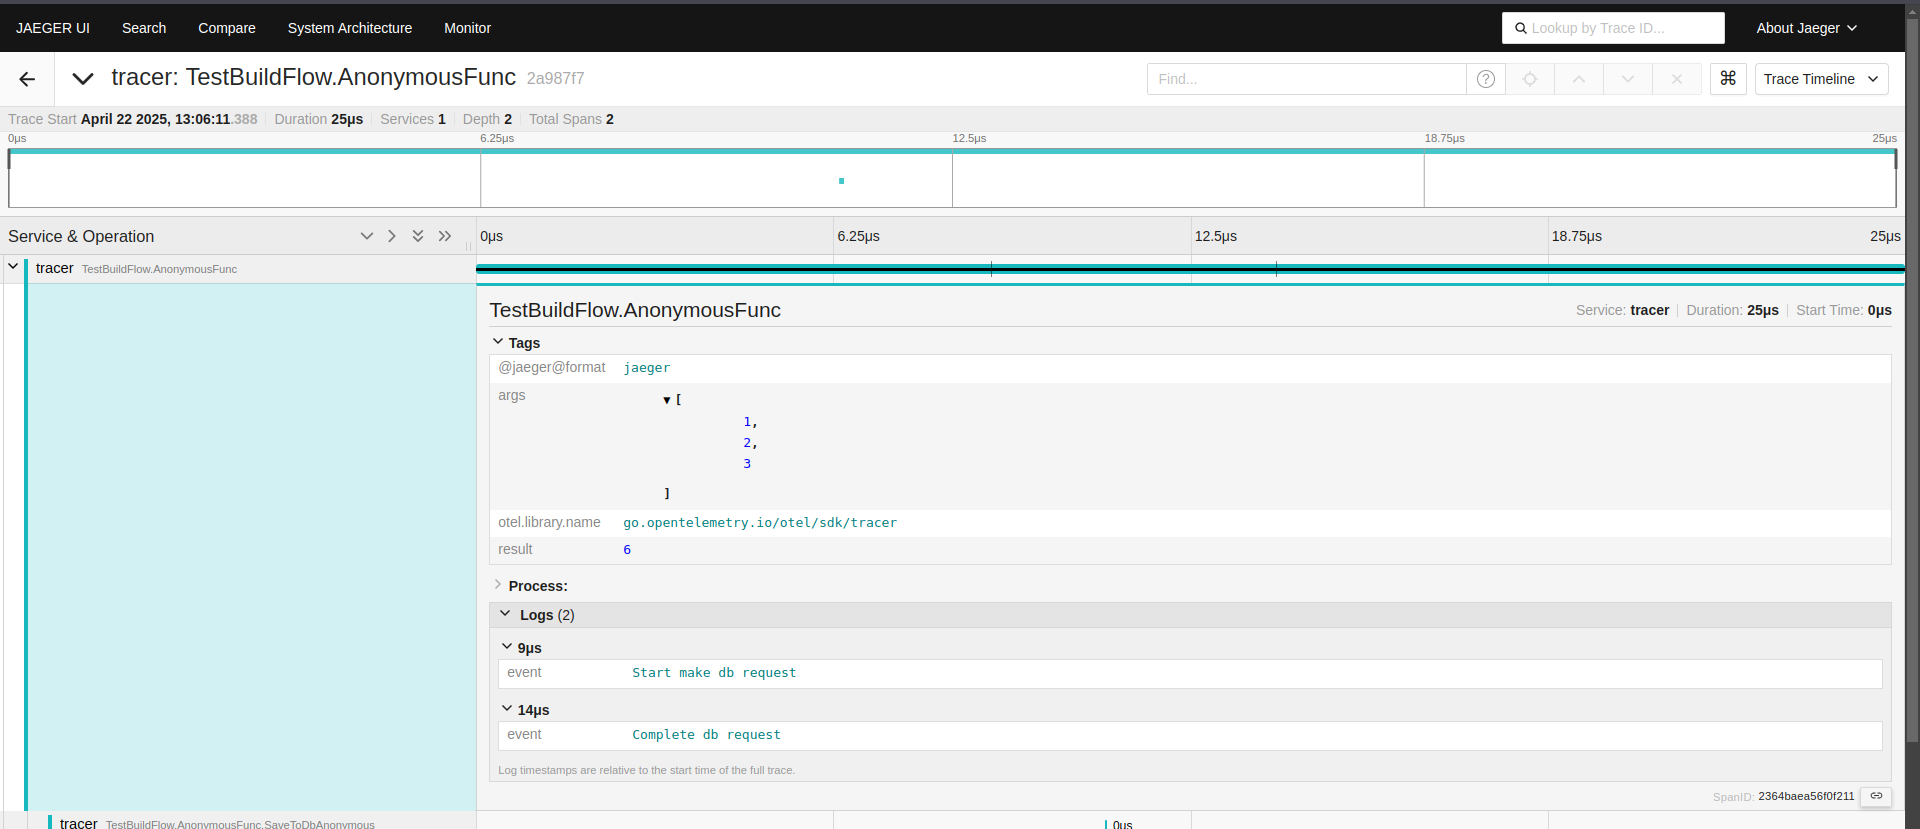 JAEGER UI Search Compare System Architecture Monitor Lookup by Trace ID... About Jaeger
tracer: TestBuildFlow.AnonymousFunc 2a987f7 Find... Trace Timeline
Trace Start April 22 2025, 13:06:11.388 Duration 25μs Services 1 Depth 2 Total Spans 2
0μs 6.25μs 12.5μs 18.75μs 25μs
Service & Operation 0μs 6.25μs 12.5μs 18.75μs 25μs
tracer TestBuildFlow.AnonymousFunc
TestBuildFlow.AnonymousFunc Service: tracer Duration: 25μs Start Time: 0μs
Tags
@jaeger@format jaeger
args [
1,
2,
3
]
otel.library.name go.opentelemetry.io/otel/sdk/tracer
result 6
Process:
Logs (2)
9μs
event Start make db request
14μs
event Complete db request
Log timestamps are relative to the start time of the full trace.
SpanID: 2364baea56f0f211
tracer TestBuildFlow.AnonymousFunc.SaveToDbAnonymous 0μs